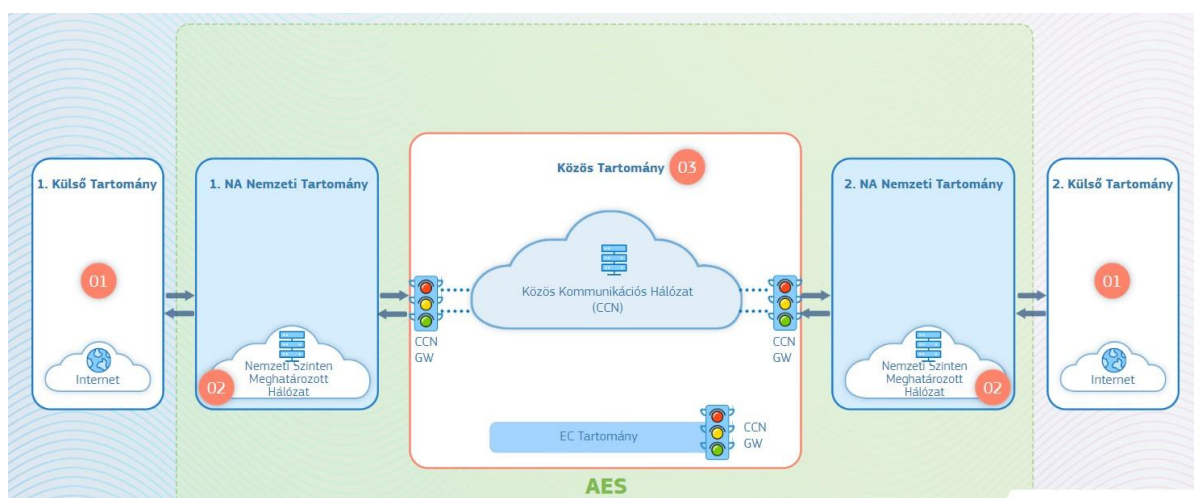 1. Külső Tartomány
01
Internet
1. NA Nemzeti Tartomány
Nemzeti Szinten
Meghatározott
Hálózat
02
Közös Tartomány 03
Közös Kommunikációs Hálózat
(CCN)
CCN
GW
CCN
GW
EC Tartomány
CCN
GW
2. NA Nemzeti Tartomány
Nemzeti Szinten
Meghatározott
Hálózat
02
2. Külső Tartomány
01
Internet
AES